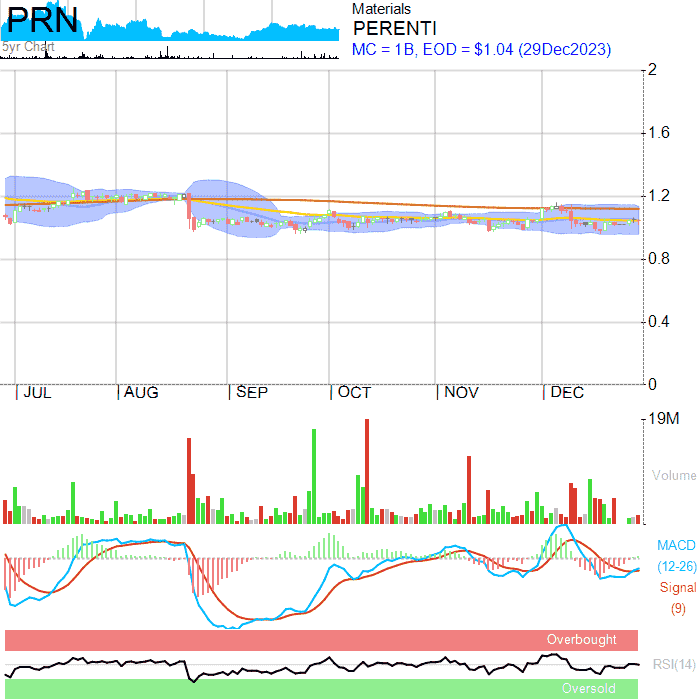 PRN
5yr Chart
Materials
PERENTI
MC = 1B, EOD = $1.04 (29Dec2023)
2
1.6
1.2
0.8
0.4
0
JUL AUG SEP OCT NOV DEC
19M
Volume
MACD
(12-26)
Signal
(9)
Overbought
RSI(14)
Oversold